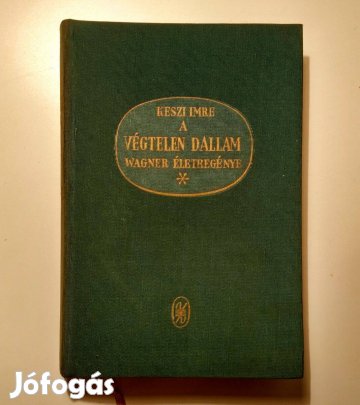 KESZI IMRE
A
VÉGTELEN DALLAM
WAGNER ÉLETREGÉNYE
Jófogás